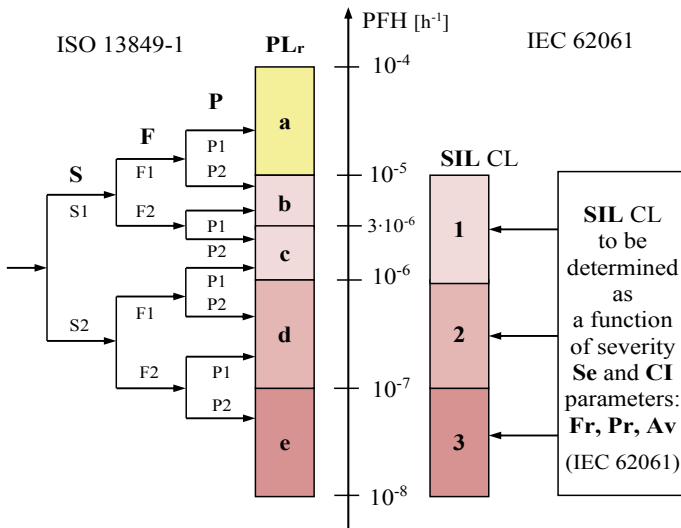 ISO 13849-1
PLr
PFH [h-1]
IEC 62061
10-4
P
a
F
P1
P2
S
F1
SIL CL
10-5
b
S1
F2
P1
3·10-6
1
P2
c
10-6
P1
F1
P2
S2
d
2
F2
P1
10-7
P2
e
3
10-8
SIL CL
to be
determined
as
a function
of severity
Se and CI
parameters:
Fr, Pr, Av
(IEC 62061)